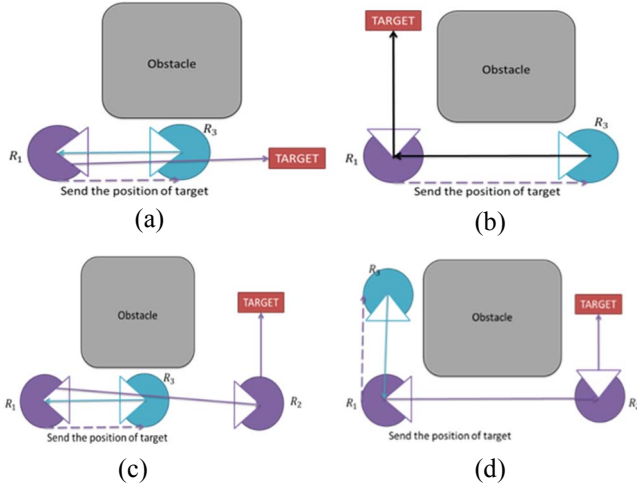 Obstacle
R₁
R₃
TARGET
Send the position of target
(a)
TARGET
Obstacle
R₃
R₁
Send the position of target
(b)
Obstacle
TARGET
R₃
R₁
R₂
Send the position of target
(c)
R₃
Obstacle
TARGET
R₁
Send the position of target
(d)